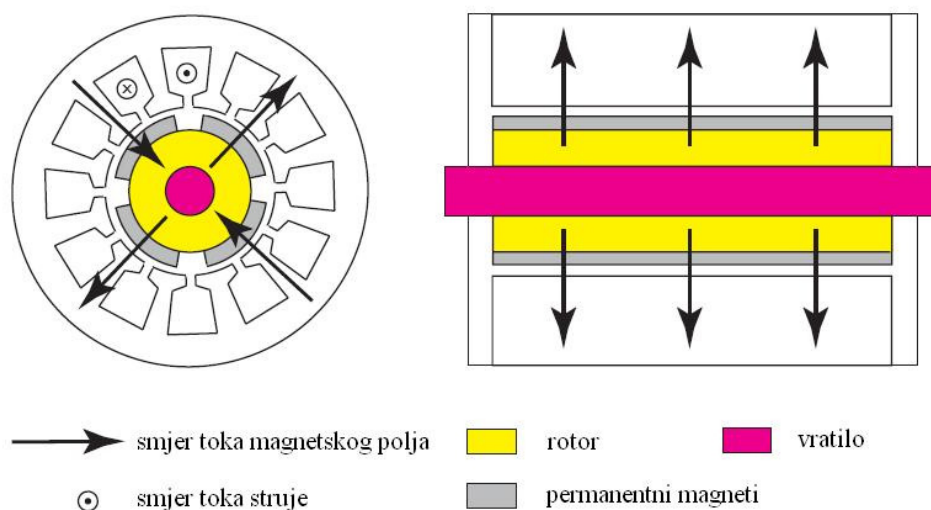 smjer toka magnetskog polja
rotor
vratilo
smjer toka struje
permanentni magneti